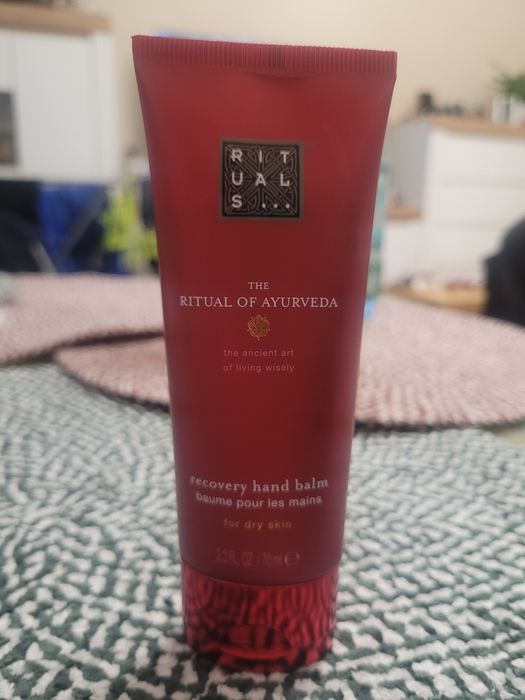 RIT
UAL
S...
THE
RITUAL OF AYURVEDA
the ancient art
of living wisely
recovery hand balm
baume pour les mains
for dry skin
2.3 FL. OZ. / 70 ml ℮